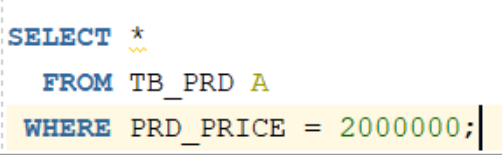 SELECT *
FROM TB_PRD A
WHERE PRD_PRICE = 2000000;